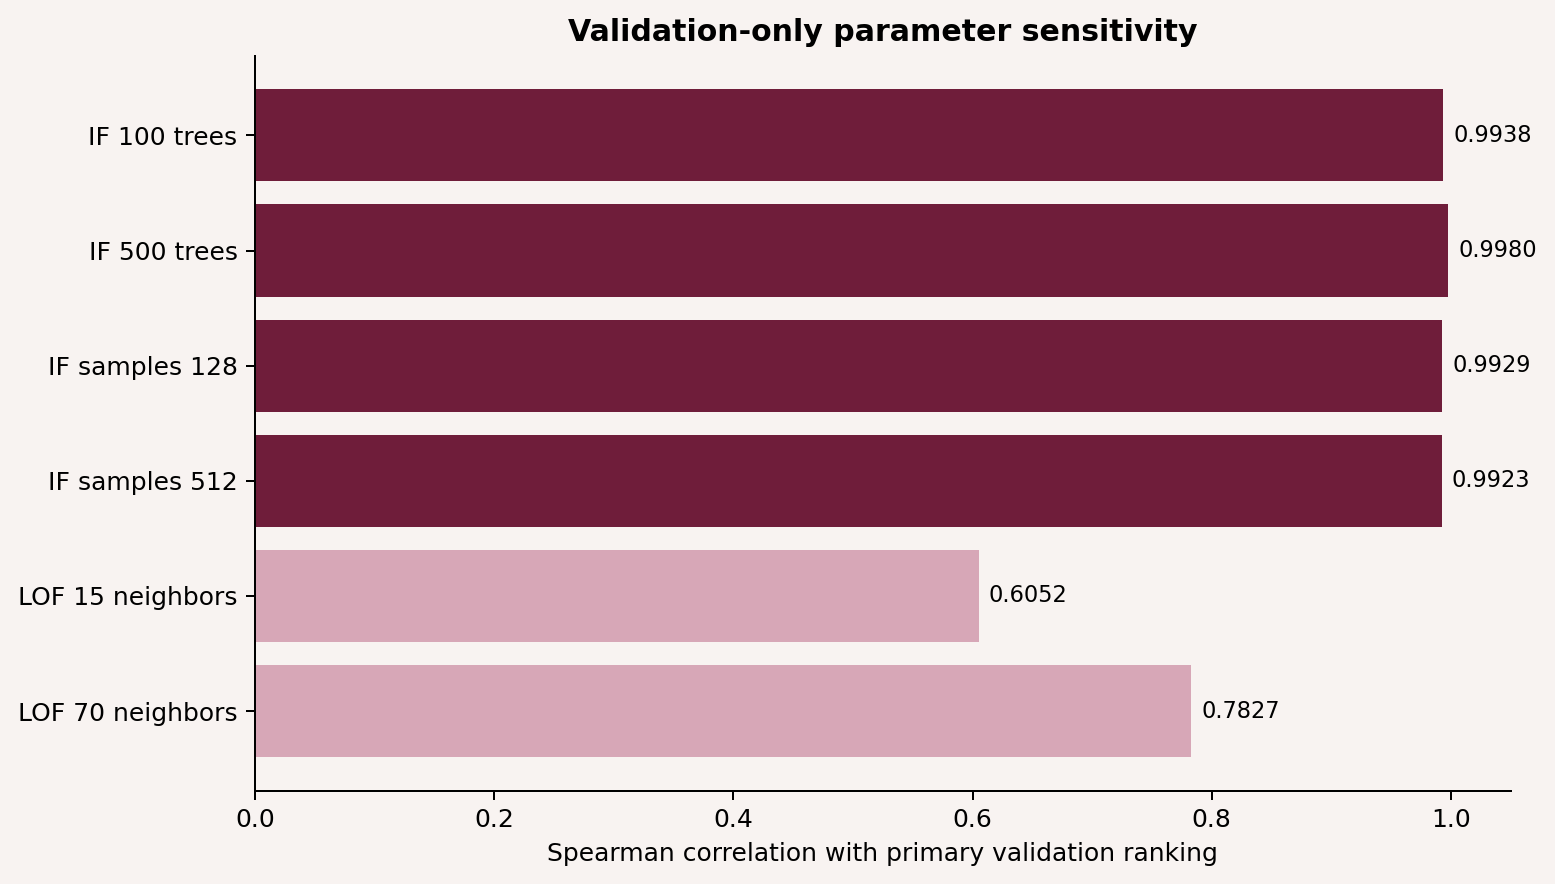 Validation-only parameter sensitivity
IF 100 trees
0.9938
IF 500 trees
0.9980
IF samples 128
0.9929
IF samples 512
0.9923
LOF 15 neighbors
0.6052
LOF 70 neighbors
0.7827
0.0 0.2 0.4 0.6 0.8 1.0
Spearman correlation with primary validation ranking